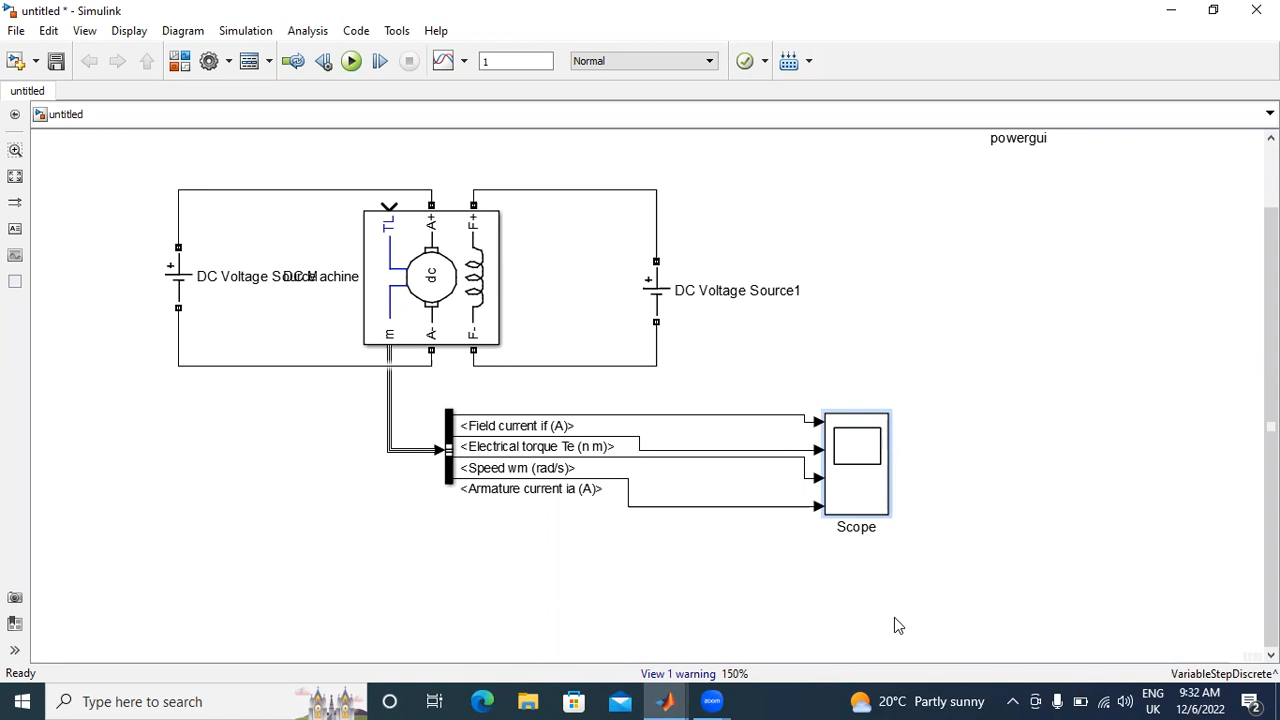 untitled * - Simulink
File Edit View Display Diagram Simulation Analysis Code Tools Help
1 Normal
untitled
untitled
powergui
TL A+ F+
DC Voltage Source DC Machine dc
DC Voltage Source1
m A- F-
<Field current if (A)>
<Electrical torque Te (n m)>
<Speed wm (rad/s)>
<Armature current ia (A)>
Scope
Ready View 1 warning 150% VariableStepDiscrete
Type here to search
zoom
20°C Partly sunny
ENG
UK
9:32 AM
12/6/2022
2